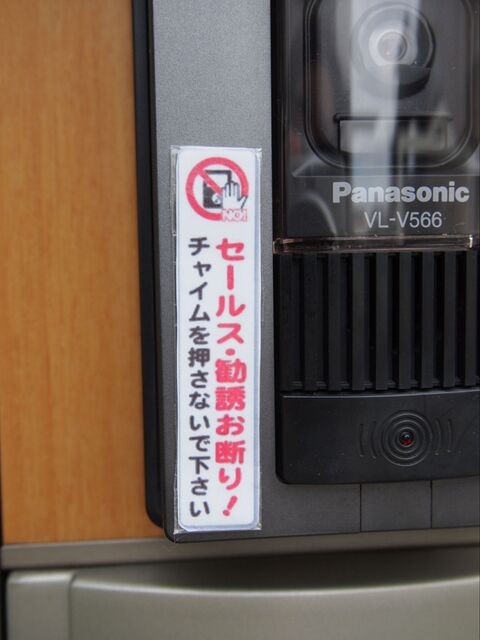 NO!
セールス・勧誘お断り!
チャイムを押さないで下さい
Panasonic
VL-V566